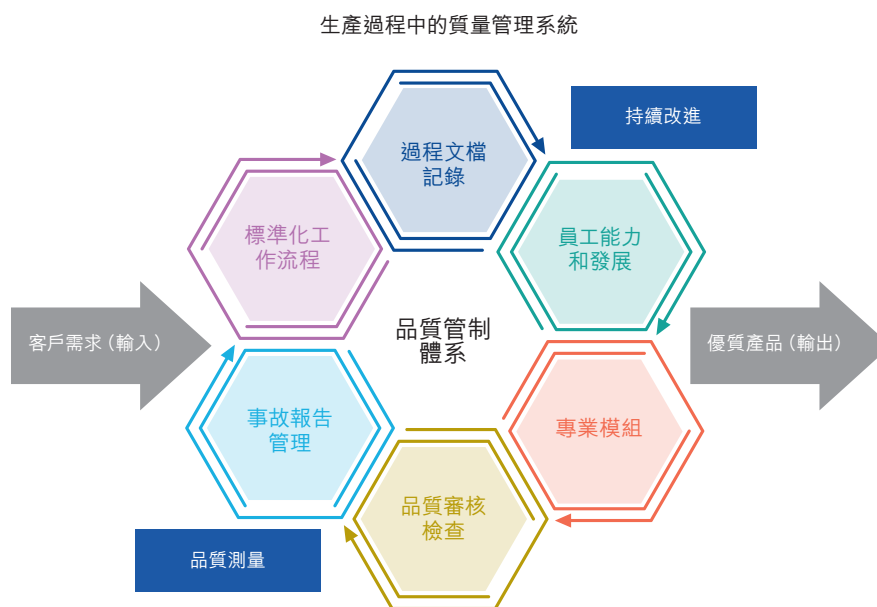 生產過程中的質量管理系統
持續改進
過程文檔
記錄
標準化工
作流程
員工能力
和發展
客戶需求（輸入）
品質管制
體系
優質產品（輸出）
事故報告
管理
專業模組
品質審核
檢查
品質測量